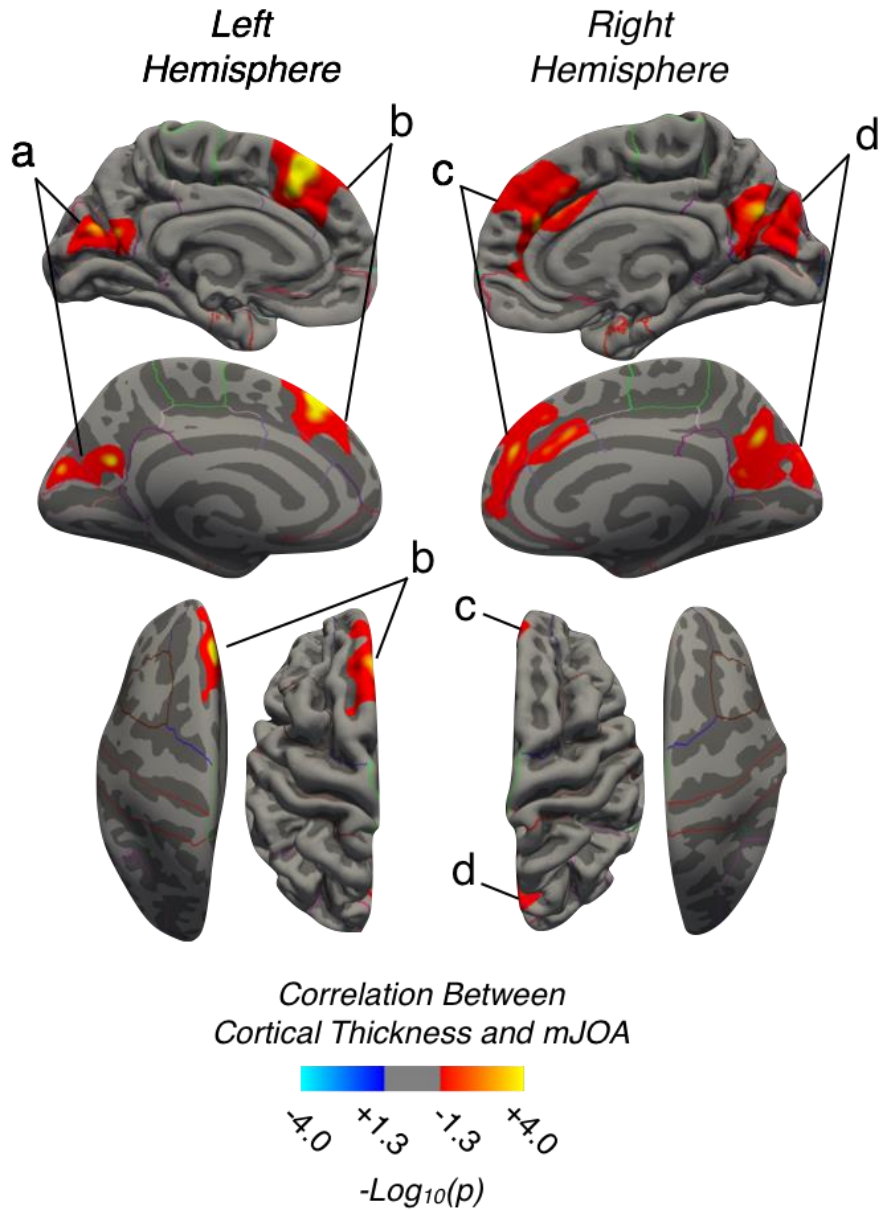 Left
Hemisphere
Right
Hemisphere
a
b
c
d
b
c
d
Correlation Between
Cortical Thickness and mJOA
-4.0
+1.3
-1.3
+4.0
-Log10(p)